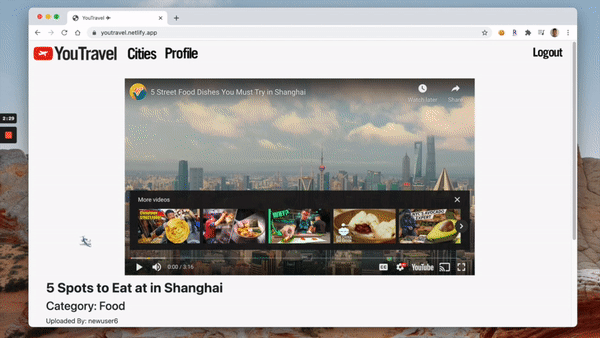 YouTravel
youtravel.netlify.app
YouTravel
Cities
Profile
Logout
5 Street Food Dishes You Must Try in Shanghai
Watch later
Share
2:29
More videos
WHAT?
0:00 / 3:16
CC
YouTube
5 Spots to Eat at in Shanghai
Category: Food
Uploaded By: newuser6